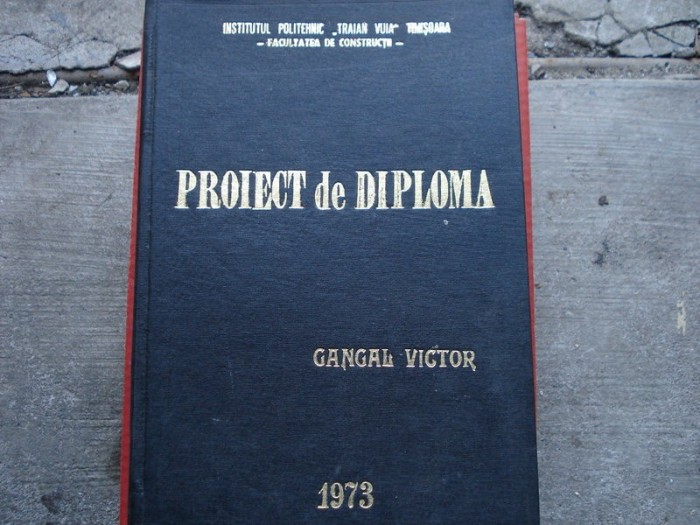 INSTITUTUL POLITEHNIC „TRAIAN VUIA" TIMIŞOARA
- FACULTATEA DE CONSTRUCŢII -
PROIECT de DIPLOMA
GANGAL VICTOR
1973